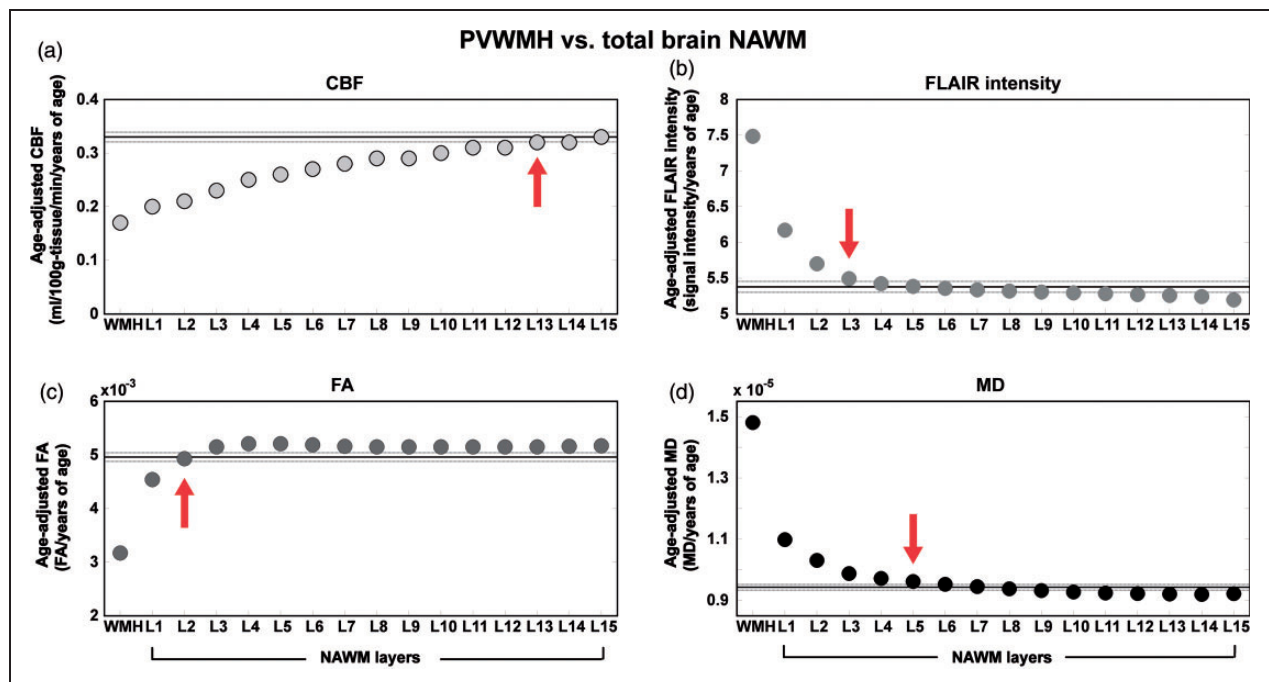 PVWMH vs. total brain NAWM
(a)
CBF
Age-adjusted CBF
(ml/100g-tissue/min/years of age)
0.4
0.3
0.2
0.1
0
WMH L1 L2 L3 L4 L5 L6 L7 L8 L9 L10 L11 L12 L13 L14 L15
(b)
FLAIR intensity
Age-adjusted FLAIR intensity
(signal intensity/years of age)
8
7.5
7
6.5
6
5.5
5
WMH L1 L2 L3 L4 L5 L6 L7 L8 L9 L10 L11 L12 L13 L14 L15
(c)
x10⁻³
FA
Age-adjusted FA
(FA/years of age)
6
5
4
3
2
WMH L1 L2 L3 L4 L5 L6 L7 L8 L9 L10 L11 L12 L13 L14 L15
NAWM layers
(d)
x 10⁻⁵
MD
Age-adjusted MD
(MD/years of age)
1.5
1.3
1.1
0.9
WMH L1 L2 L3 L4 L5 L6 L7 L8 L9 L10 L11 L12 L13 L14 L15
NAWM layers